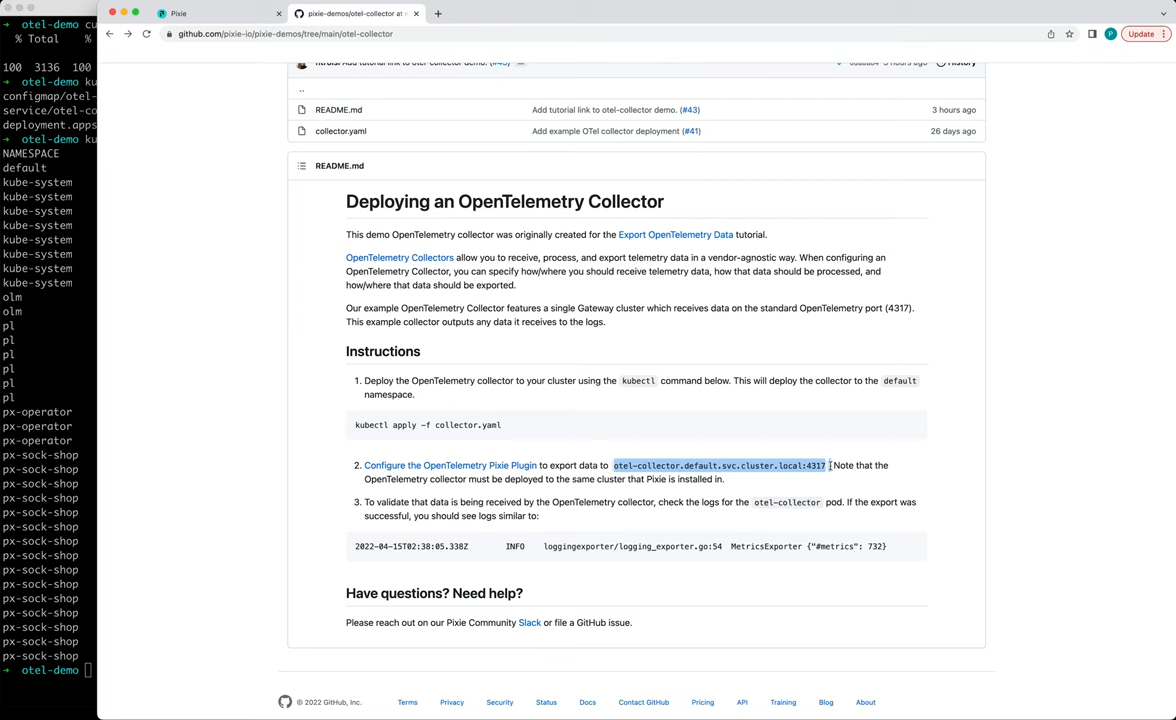 Pixie
pixie-demos/otel-collector at
Update
github.com/pixie-io/pixie-demos/tree/main/otel-collector
otel-demo cu
% Total %
100 3136 100
otel-demo ku
configmap/otel-
service/otel-co
deployment.apps
otel-demo ku
NAMESPACE
default
kube-system
kube-system
kube-system
kube-system
kube-system
kube-system
kube-system
kube-system
olm
olm
pl
pl
pl
pl
pl
pl
px-operator
px-operator
px-operator
px-sock-shop
px-sock-shop
px-sock-shop
px-sock-shop
px-sock-shop
px-sock-shop
px-sock-shop
px-sock-shop
px-sock-shop
px-sock-shop
px-sock-shop
px-sock-shop
px-sock-shop
px-sock-shop
otel-demo
Add tutorial link to otel-collector demo. (#43)
3 hours ago
History
..
README.md
Add tutorial link to otel-collector demo. (#43)
3 hours ago
collector.yaml
Add example OTel collector deployment (#41)
26 days ago
README.md
Deploying an OpenTelemetry Collector
This demo OpenTelemetry collector was originally created for the Export OpenTelemetry Data tutorial.
OpenTelemetry Collectors allow you to receive, process, and export telemetry data in a vendor-agnostic way. When configuring an
OpenTelemetry Collector, you can specify how/where you should receive telemetry data, how that data should be processed, and
how/where that data should be exported.
Our example OpenTelemetry Collector features a single Gateway cluster which receives data on the standard OpenTelemetry port (4317).
This example collector outputs any data it receives to the logs.
Instructions
1. Deploy the OpenTelemetry collector to your cluster using the kubectl command below. This will deploy the collector to the default
namespace.
kubectl apply -f collector.yaml
2. Configure the OpenTelemetry Pixie Plugin to export data to otel-collector.default.svc.cluster.local:4317 . Note that the
OpenTelemetry collector must be deployed to the same cluster that Pixie is installed in.
3. To validate that data is being received by the OpenTelemetry collector, check the logs for the otel-collector pod. If the export was
successful, you should see logs similar to:
2022-04-15T02:38:05.338Z INFO loggingexporter/logging_exporter.go:54 MetricsExporter {"#metrics": 732}
Have questions? Need help?
Please reach out on our Pixie Community Slack or file a GitHub issue.
© 2022 GitHub, Inc.
Terms
Privacy
Security
Status
Docs
Contact GitHub
Pricing
API
Training
Blog
About